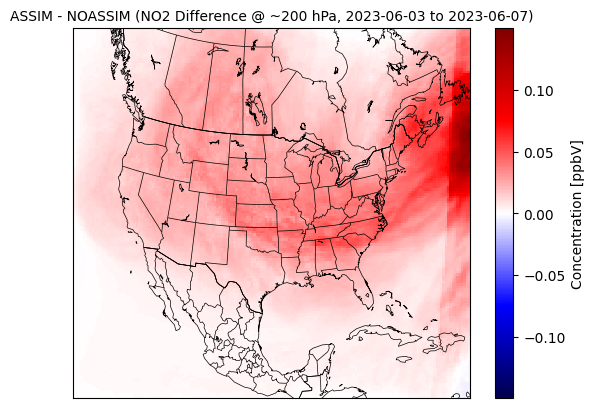 ASSIM - NOASSIM (NO2 Difference @ ~200 hPa, 2023-06-03 to 2023-06-07)
0.10
0.05
0.00
−0.05
−0.10
Concentration [ppbV]